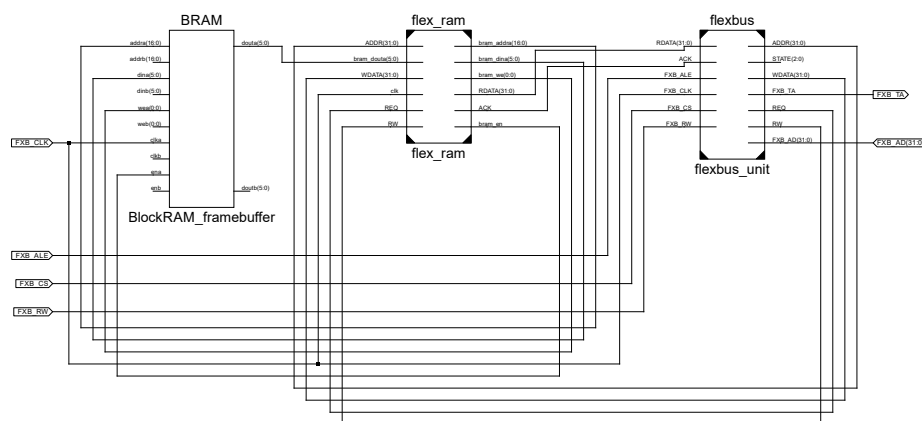 BRAM
addra(16:0)
addrb(16:0)
dina(5:0)
dinb(5:0)
wea(0:0)
web(0:0)
clka
clkb
ena
enb
douta(5:0)
doutb(5:0)
BlockRAM_framebuffer
flex_ram
ADDR(31:0)
bram_douta(5:0)
WDATA(31:0)
clk
REQ
RW
bram_addra(16:0)
bram_dina(5:0)
bram_we(0:0)
RDATA(31:0)
ACK
bram_en
flex_ram
flexbus
RDATA(31:0)
ACK
FXB_ALE
FXB_CLK
FXB_CS
FXB_RW
ADDR(31:0)
STATE(2:0)
WDATA(31:0)
FXB_TA
REQ
RW
FXB_AD(31:0)
flexbus_unit
FXB_CLK
FXB_ALE
FXB_CS
FXB_RW
FXB_TA
FXB_AD(31:0